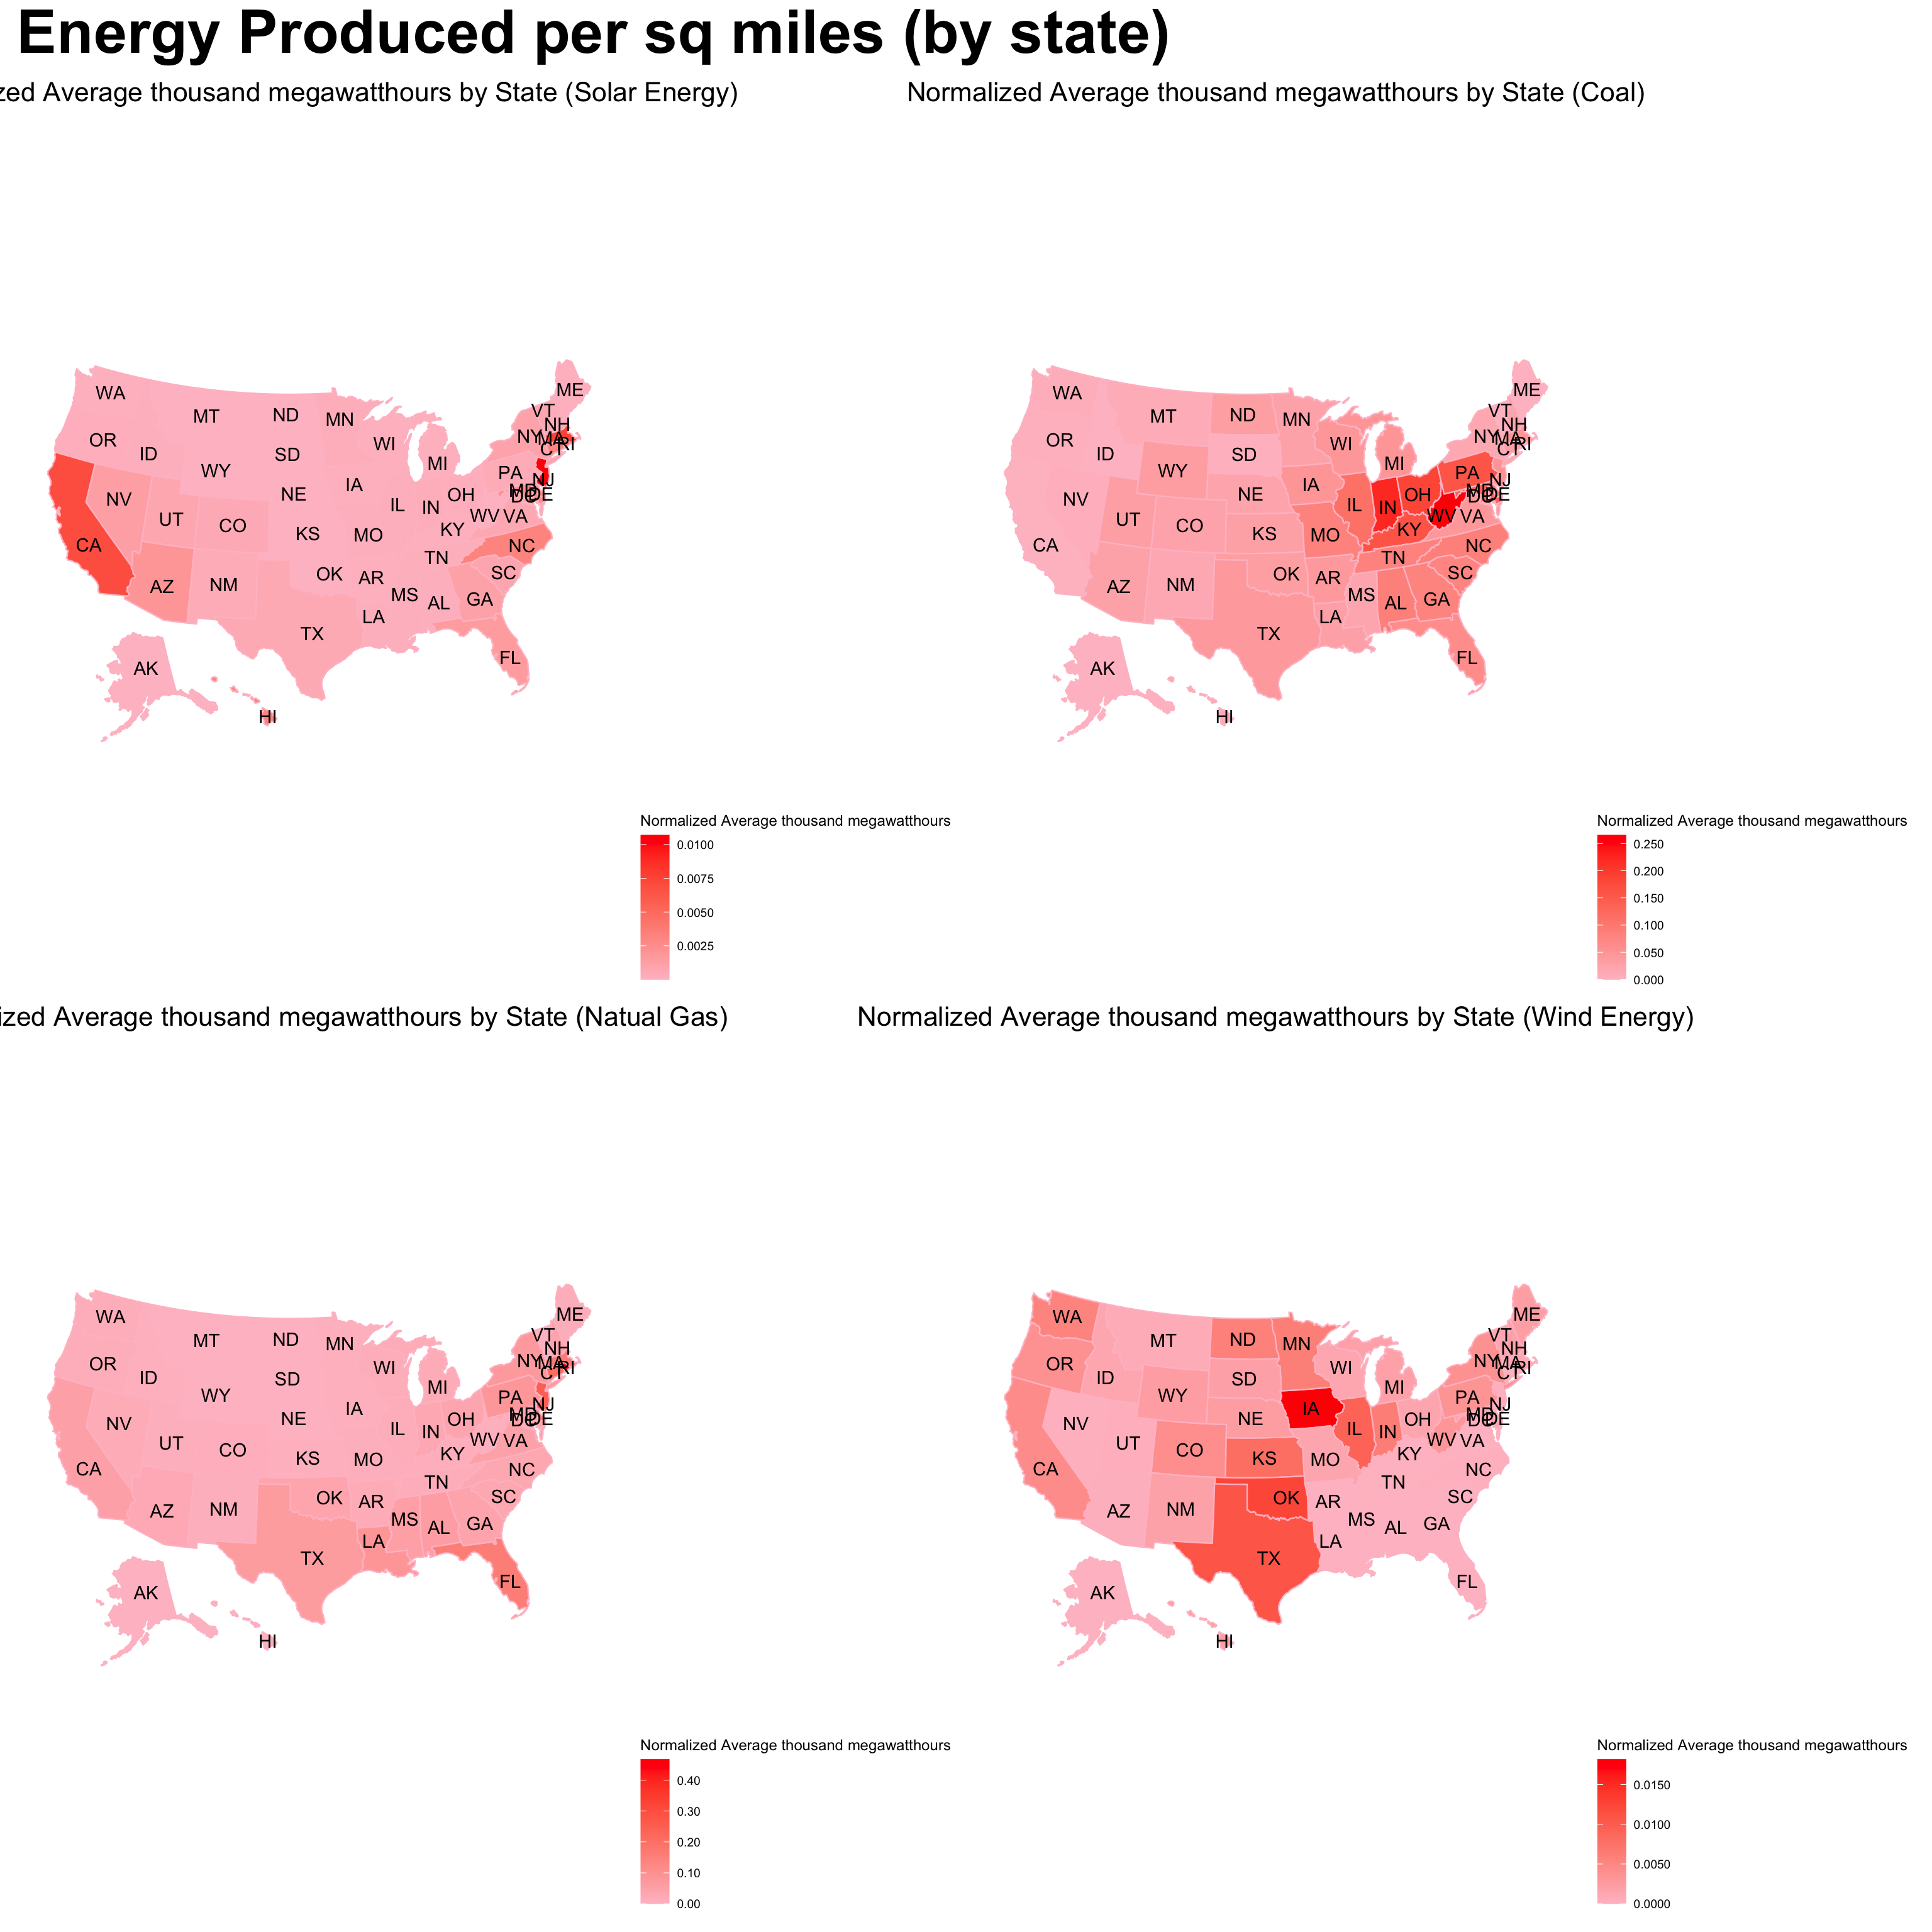 Energy Produced per sq miles (by state)
zed Average thousand megawatthours by State (Solar Energy)
WA
MT
ND
MN
ME
VT
NH
NY
MA
RI
CT
OR
ID
SD
WI
MI
WY
NE
IA
PA
NJ
MD
DC
DE
NV
UT
CO
KS
MO
IL
IN
OH
WV
VA
KY
CA
NC
TN
AZ
NM
OK
AR
SC
MS
AL
GA
LA
TX
FL
AK
HI
Normalized Average thousand megawatthours
0.0100
0.0075
0.0050
0.0025
Normalized Average thousand megawatthours by State (Coal)
WA
MT
ND
MN
ME
VT
NH
NY
MA
RI
CT
OR
ID
SD
WI
MI
WY
NE
IA
PA
NJ
MD
DC
DE
NV
UT
CO
KS
MO
IL
IN
OH
WV
VA
KY
CA
NC
TN
AZ
NM
OK
AR
SC
MS
AL
GA
LA
TX
FL
AK
HI
Normalized Average thousand megawatthours
0.250
0.200
0.150
0.100
0.050
0.000
ized Average thousand megawatthours by State (Natual Gas)
WA
MT
ND
MN
ME
VT
NH
NY
MA
RI
CT
OR
ID
SD
WI
MI
WY
NE
IA
PA
NJ
MD
DC
DE
NV
UT
CO
KS
MO
IL
IN
OH
WV
VA
KY
CA
NC
TN
AZ
NM
OK
AR
SC
MS
AL
GA
LA
TX
FL
AK
HI
Normalized Average thousand megawatthours
0.40
0.30
0.20
0.10
0.00
Normalized Average thousand megawatthours by State (Wind Energy)
WA
MT
ND
MN
ME
VT
NH
NY
MA
RI
CT
OR
ID
SD
WI
MI
WY
NE
IA
PA
NJ
MD
DC
DE
NV
UT
CO
KS
MO
IL
IN
OH
WV
VA
KY
CA
NC
TN
AZ
NM
OK
AR
SC
MS
AL
GA
LA
TX
FL
AK
HI
Normalized Average thousand megawatthours
0.0150
0.0100
0.0050
0.0000